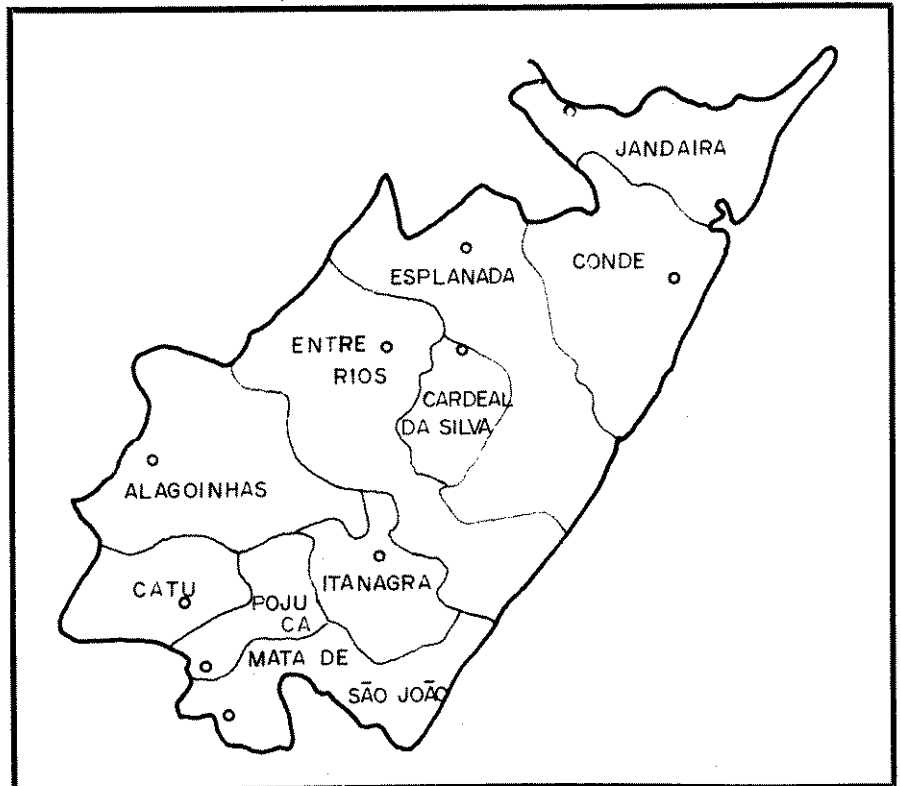 JANDAIRA
CONDE
ESPLANADA
ENTRE
RIOS
CARDEAL
DA SILVA
ALAGOINHAS
CATU
POJU
CA
ITANAGRA
MATA DE
SÃO JOÃO